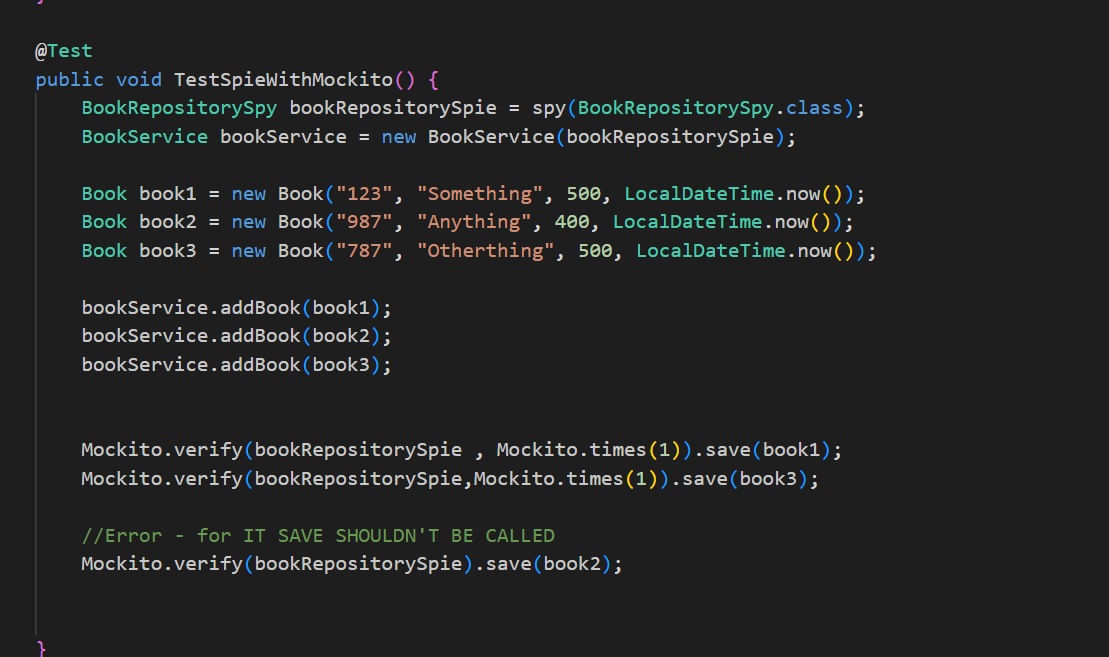 }
@Test
public void TestSpieWithMockito() {
    BookRepositorySpy bookRepositorySpie = spy(BookRepositorySpy.class);
    BookService bookService = new BookService(bookRepositorySpie);
    Book book1 = new Book("123", "Something", 500, LocalDateTime.now());
    Book book2 = new Book("987", "Anything", 400, LocalDateTime.now());
    Book book3 = new Book("787", "Otherthing", 500, LocalDateTime.now());
    bookService.addBook(book1);
    bookService.addBook(book2);
    bookService.addBook(book3);
    Mockito.verify(bookRepositorySpie , Mockito.times(1)).save(book1);
    Mockito.verify(bookRepositorySpie,Mockito.times(1)).save(book3);
    //Error - for IT SAVE SHOULDN'T BE CALLED
    Mockito.verify(bookRepositorySpie).save(book2);
}